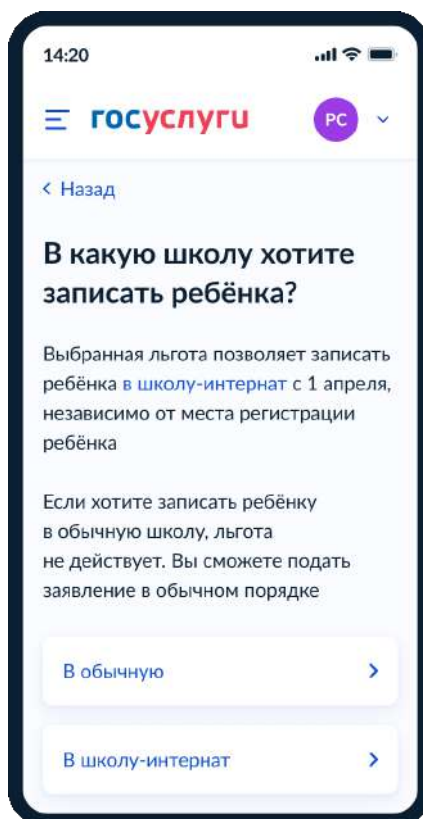 14:20
госуслуги
РС
Назад
В какую школу хотите
записать ребёнка?
Выбранная льгота позволяет записать
ребёнка в школу-интернат с 1 апреля,
независимо от места регистрации
ребёнка
Если хотите записать ребёнку
в обычную школу, льгота
не действует. Вы сможете подать
заявление в обычном порядке
В обычную
В школу-интернат